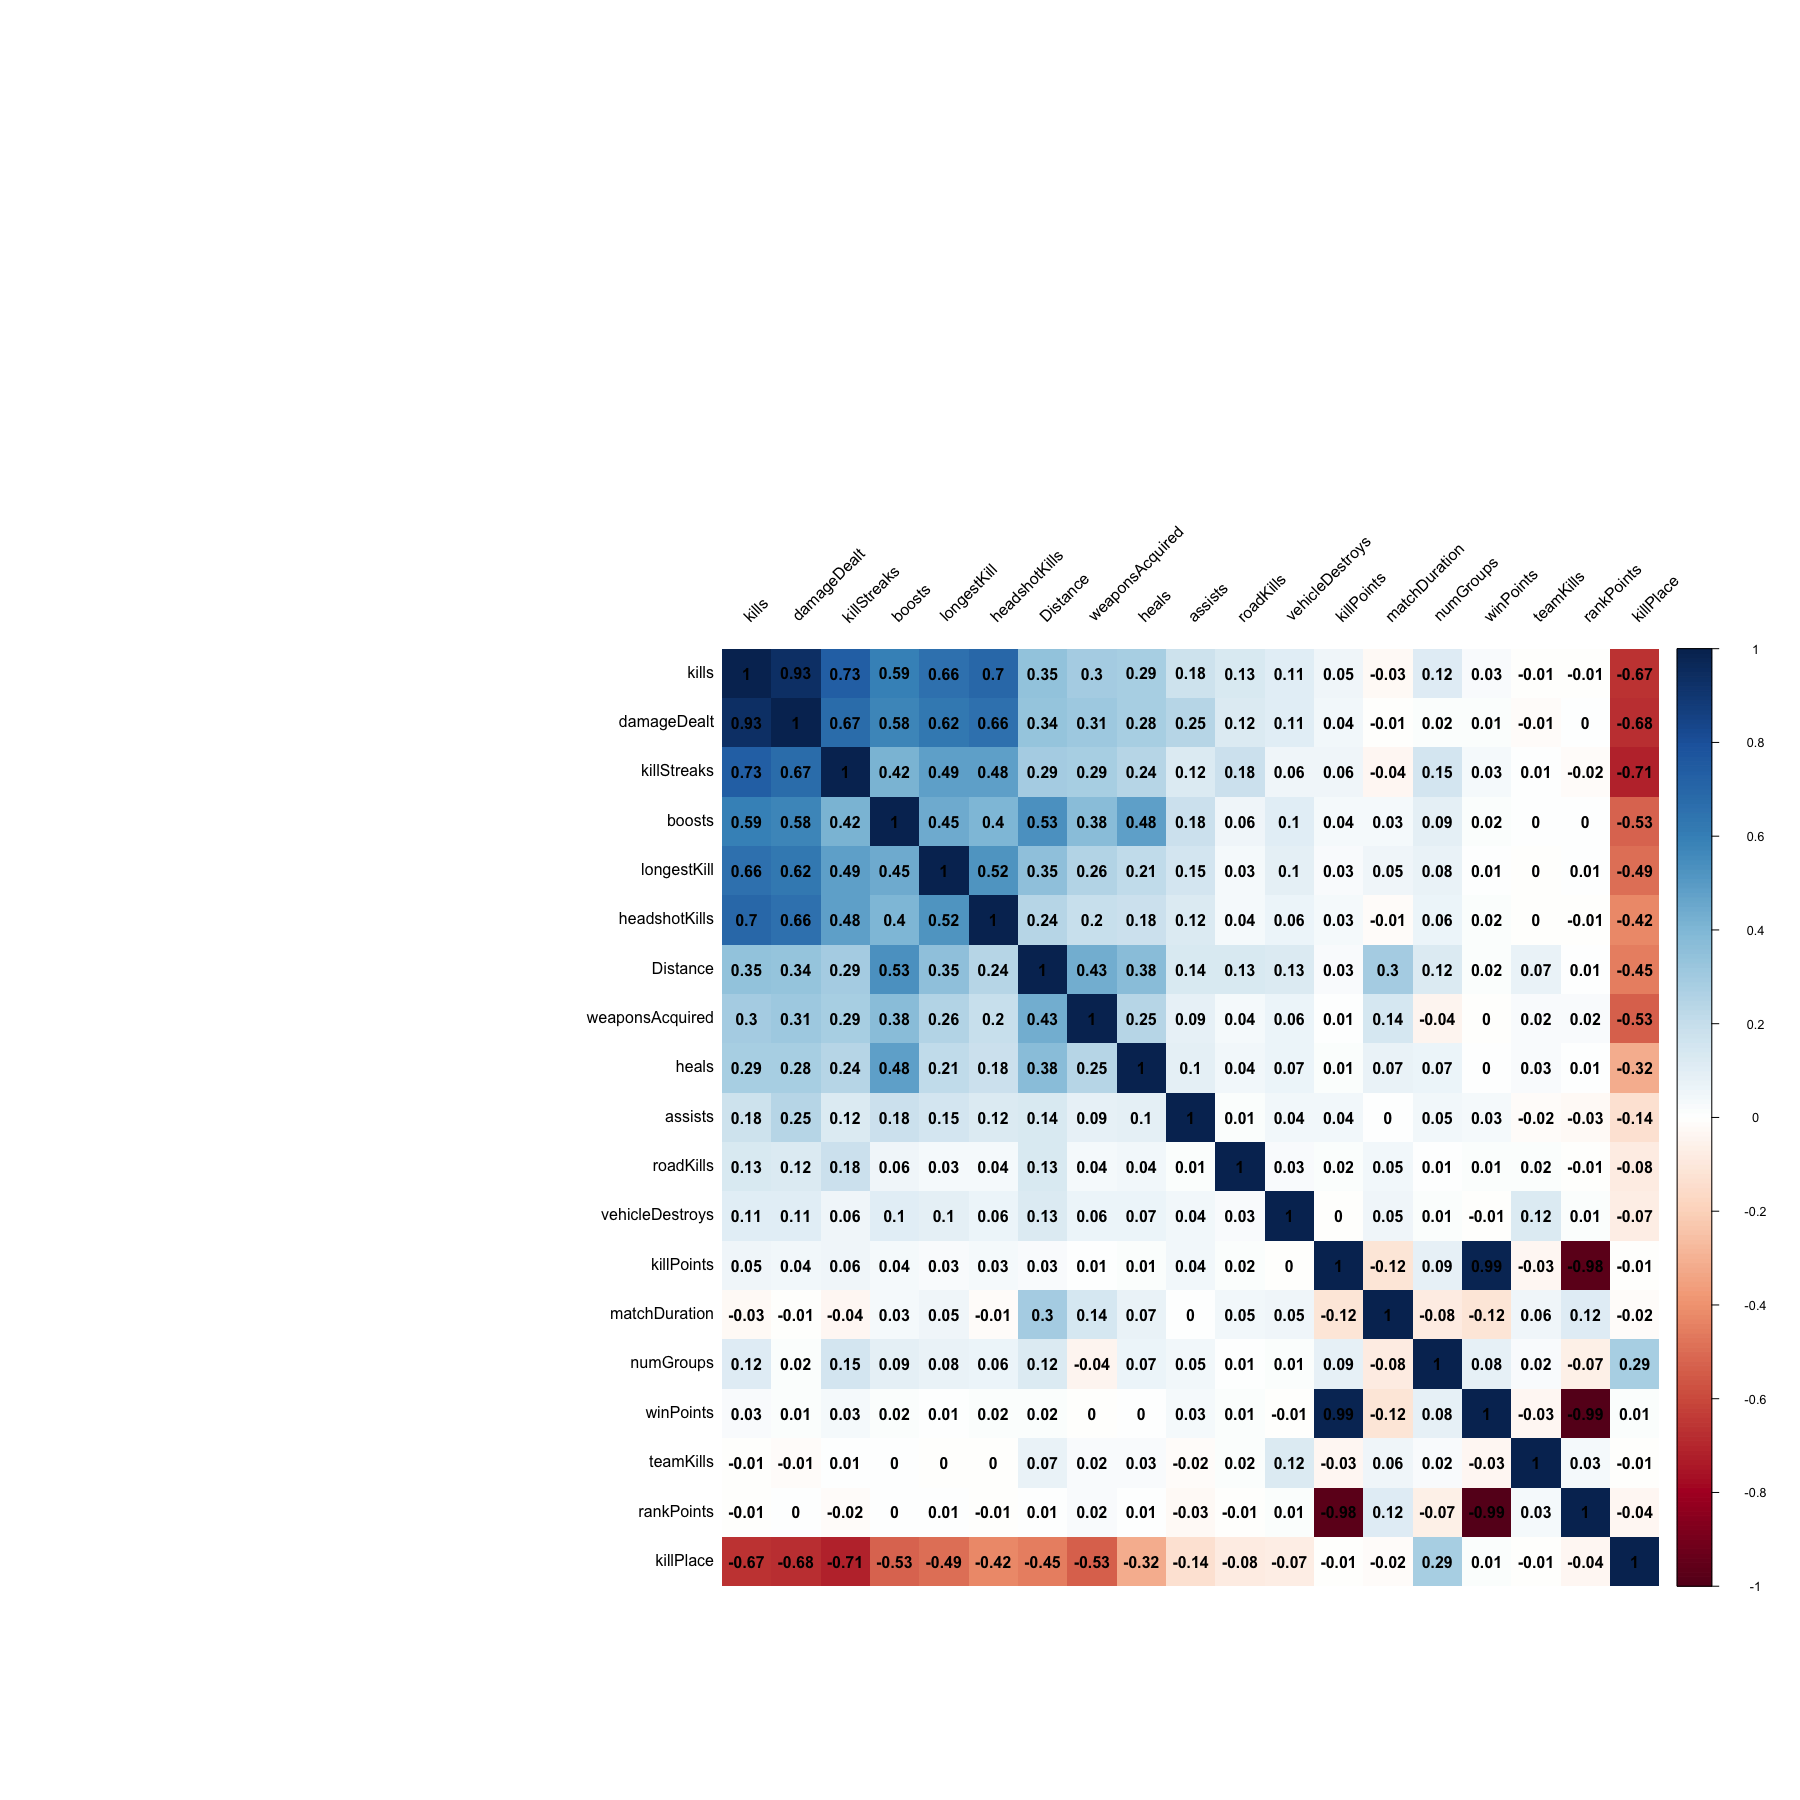 kills damageDealt killStreaks boosts longestKill headshotKills Distance weaponsAcquired heals assists roadKills vehicleDestroys killPoints matchDuration numGroups winPoints teamKills rankPoints killPlace
kills 1 0.93 0.73 0.59 0.66 0.7 0.35 0.3 0.29 0.18 0.13 0.11 0.05 -0.03 0.12 0.03 -0.01 -0.01 -0.67
damageDealt 0.93 1 0.67 0.58 0.62 0.66 0.34 0.31 0.28 0.25 0.12 0.11 0.04 -0.01 0.02 0.01 -0.01 0 -0.68
killStreaks 0.73 0.67 1 0.42 0.49 0.48 0.29 0.29 0.24 0.12 0.18 0.06 0.06 -0.04 0.15 0.03 0.01 -0.02 -0.71
boosts 0.59 0.58 0.42 1 0.45 0.4 0.53 0.38 0.48 0.18 0.06 0.1 0.04 0.03 0.09 0.02 0 0 -0.53
longestKill 0.66 0.62 0.49 0.45 1 0.52 0.35 0.26 0.21 0.15 0.03 0.1 0.03 0.05 0.08 0.01 0 0.01 -0.49
headshotKills 0.7 0.66 0.48 0.4 0.52 1 0.24 0.2 0.18 0.12 0.04 0.06 0.03 -0.01 0.06 0.02 0 -0.01 -0.42
Distance 0.35 0.34 0.29 0.53 0.35 0.24 1 0.43 0.38 0.14 0.13 0.13 0.03 0.3 0.12 0.02 0.07 0.01 -0.45
weaponsAcquired 0.3 0.31 0.29 0.38 0.26 0.2 0.43 1 0.25 0.09 0.04 0.06 0.01 0.14 -0.04 0 0.02 0.02 -0.53
heals 0.29 0.28 0.24 0.48 0.21 0.18 0.38 0.25 1 0.1 0.04 0.07 0.01 0.07 0.07 0 0.03 0.01 -0.32
assists 0.18 0.25 0.12 0.18 0.15 0.12 0.14 0.09 0.1 1 0.01 0.04 0.04 0 0.05 0.03 -0.02 -0.03 -0.14
roadKills 0.13 0.12 0.18 0.06 0.03 0.04 0.13 0.04 0.04 0.01 1 0.03 0.02 0.05 0.01 0.01 0.02 -0.01 -0.08
vehicleDestroys 0.11 0.11 0.06 0.1 0.1 0.06 0.13 0.06 0.07 0.04 0.03 1 0 0.05 0.01 -0.01 0.12 0.01 -0.07
killPoints 0.05 0.04 0.06 0.04 0.03 0.03 0.03 0.01 0.01 0.04 0.02 0 1 -0.12 0.09 0.99 -0.03 -0.98 -0.01
matchDuration -0.03 -0.01 -0.04 0.03 0.05 -0.01 0.3 0.14 0.07 0 0.05 0.05 -0.12 1 -0.08 -0.12 0.06 0.12 -0.02
numGroups 0.12 0.02 0.15 0.09 0.08 0.06 0.12 -0.04 0.07 0.05 0.01 0.01 0.09 -0.08 1 0.08 0.02 -0.07 0.29
winPoints 0.03 0.01 0.03 0.02 0.01 0.02 0.02 0 0 0.03 0.01 -0.01 0.99 -0.12 0.08 1 -0.03 -0.99 0.01
teamKills -0.01 -0.01 0.01 0 0 0 0.07 0.02 0.03 -0.02 0.02 0.12 -0.03 0.06 0.02 -0.03 1 0.03 -0.01
rankPoints -0.01 0 -0.02 0 0.01 -0.01 0.01 0.02 0.01 -0.03 -0.01 0.01 -0.98 0.12 -0.07 -0.99 0.03 1 -0.04
killPlace -0.67 -0.68 -0.71 -0.53 -0.49 -0.42 -0.45 -0.53 -0.32 -0.14 -0.08 -0.07 -0.01 -0.02 0.29 0.01 -0.01 -0.04 1
1
0.8
0.6
0.4
0.2
0
-0.2
-0.4
-0.6
-0.8
-1